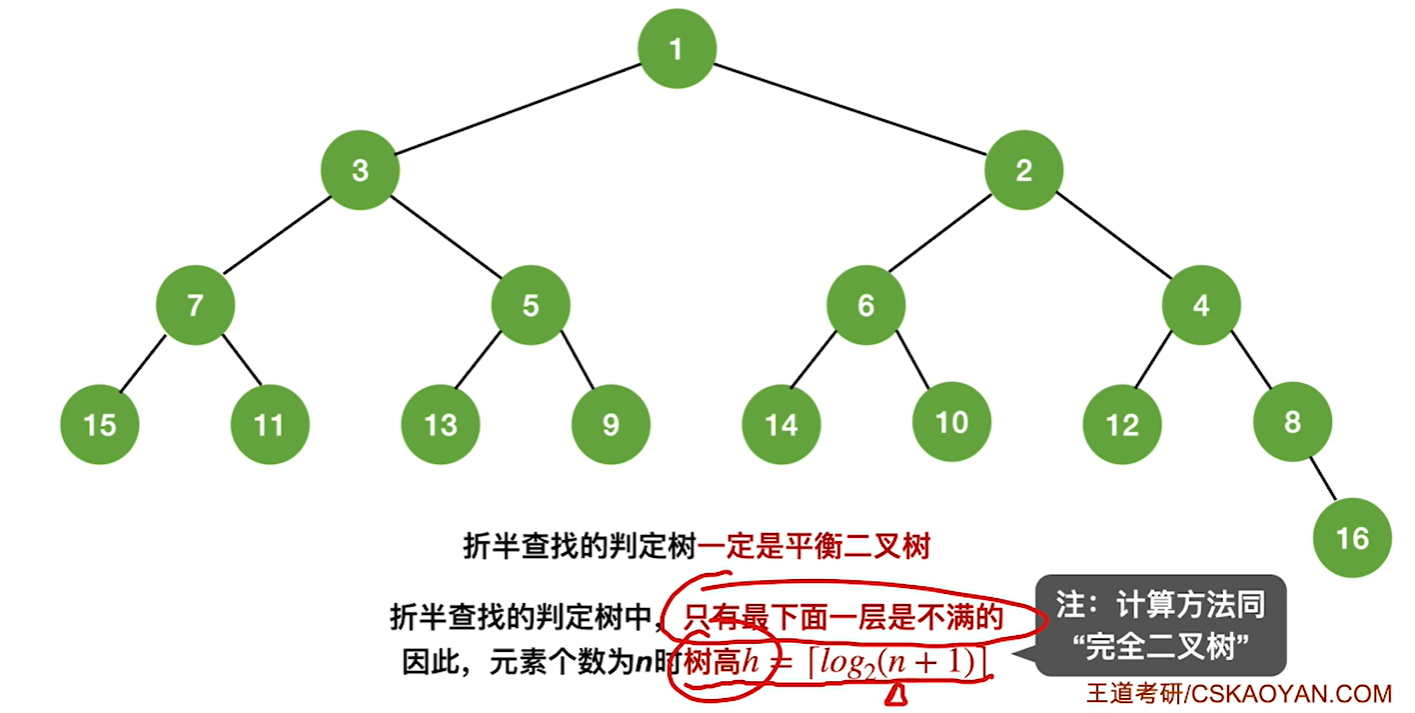 1
3 2
7 5 6 4
15 11 13 9 14 10 12 8
16
折半查找的判定树一定是平衡二叉树
折半查找的判定树中，只有最下面一层是不满的
因此，元素个数为n时树高h = ⌈log₂(n + 1)⌉
注：计算方法同
“完全二叉树”
王道考研/CSKAOYAN.COM